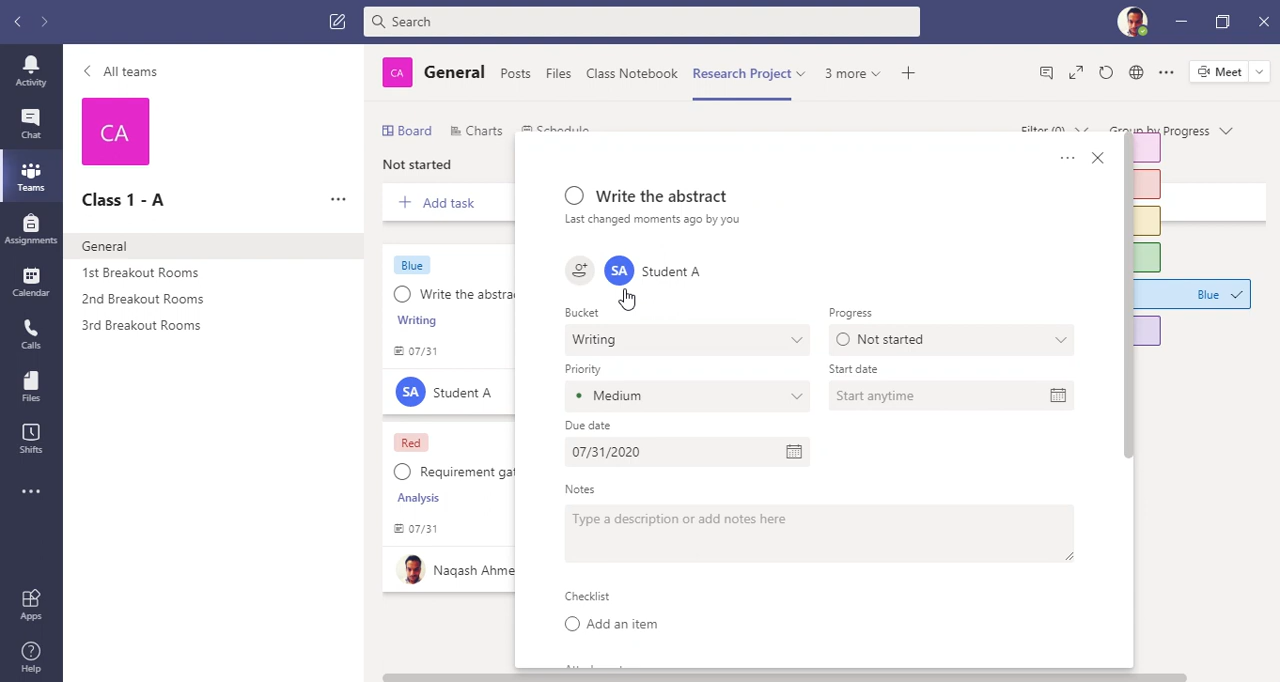 Search
Activity
Chat
Teams
Assignments
Calendar
Calls
Files
Shifts
Apps
Help
All teams
CA
Class 1 - A
General
1st Breakout Rooms
2nd Breakout Rooms
3rd Breakout Rooms
CA General Posts Files Class Notebook Research Project 3 more Meet
Board Charts Schedule Filter (0) Group by Progress
Not started
Add task
Blue
Write the abstra
Writing
07/31
SA Student A
Red
Requirement gat
Analysis
07/31
Naqash Ahme
Write the abstract
Last changed moments ago by you
SA Student A
Bucket Progress
Writing Not started
Priority Start date
Medium Start anytime
Due date
07/31/2020
Notes
Type a description or add notes here
Checklist
Add an item
Blue